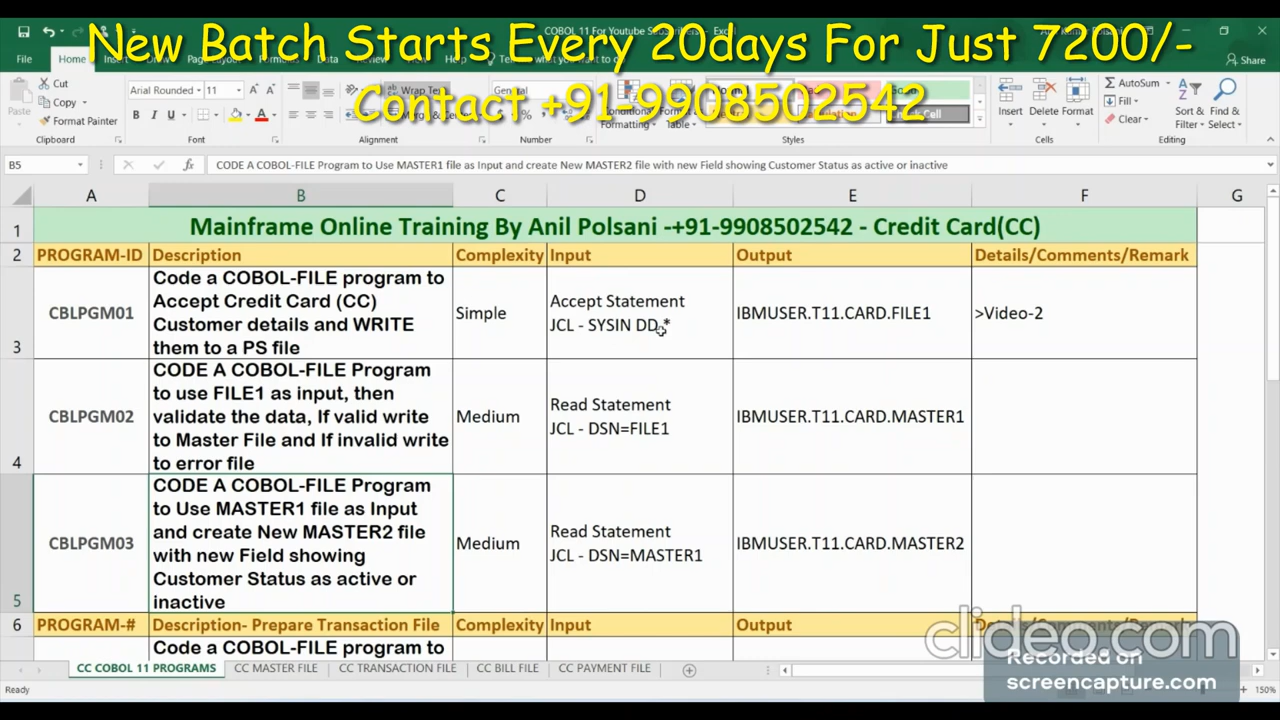 New Batch Starts Every 20days For Just 7200/-
Contact +91-9908502542
COBOL 11 For Youtube
Excel
File
Home
Share
Cut
Copy
Format Painter
Paste
Clipboard
Arial Rounded
11
Font
Wrap Text
Alignment
General
Number
Formatting
Table
Styles
Insert Delete Format
Cells
AutoSum
Fill
Clear
Sort & Find &
Filter Select
Editing
B5
CODE A COBOL-FILE Program to Use MASTER1 file as Input and create New MASTER2 file with new Field showing Customer Status as active or inactive
A B C D E F G
1 Mainframe Online Training By Anil Polsani -+91-9908502542 - Credit Card(CC)
2 PROGRAM-ID Description Complexity Input Output Details/Comments/Remark
3 CBLPGM01
Code a COBOL-FILE program to
Accept Credit Card (CC)
Customer details and WRITE
them to a PS file
Simple
Accept Statement
JCL - SYSIN DD *
IBMUSER.T11.CARD.FILE1
>Video-2
4 CBLPGM02
CODE A COBOL-FILE Program
to use FILE1 as input, then
validate the data, If valid write
to Master File and If invalid write
to error file
Medium
Read Statement
JCL - DSN=FILE1
IBMUSER.T11.CARD.MASTER1
5 CBLPGM03
CODE A COBOL-FILE Program
to Use MASTER1 file as Input
and create New MASTER2 file
with new Field showing
Customer Status as active or
inactive
Medium
Read Statement
JCL - DSN=MASTER1
IBMUSER.T11.CARD.MASTER2
6 PROGRAM-# Description- Prepare Transaction File Complexity Input Output
Code a COBOL-FILE program to
CC COBOL 11 PROGRAMS CC MASTER FILE CC TRANSACTION FILE CC BILL FILE CC PAYMENT FILE
Ready
150%
clideo.com
Recorded on
screencapture.com